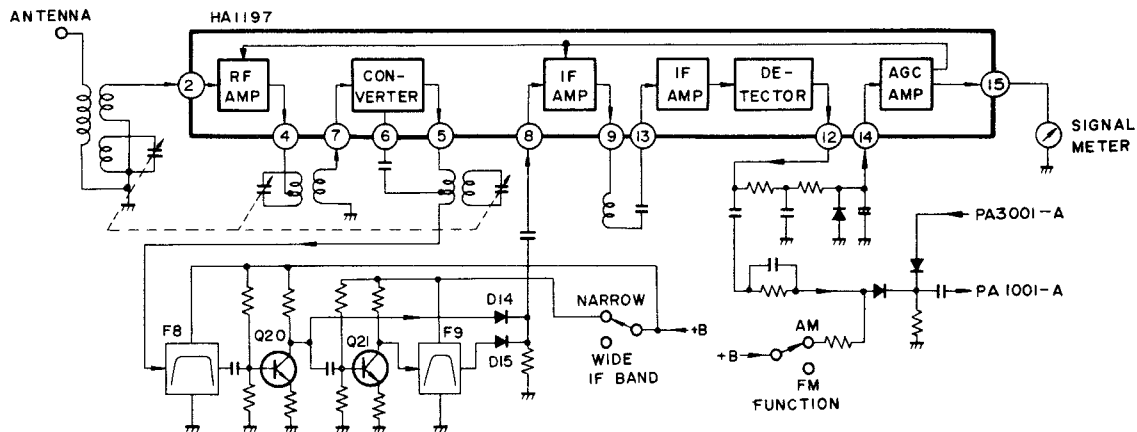 ANTENNA
HA1197
2
RF
AMP
CON-
VERTER
IF
AMP
IF
AMP
DE-
TECTOR
AGC
AMP
15
4
7
6
5
8
9
13
12
14
SIGNAL
METER
PA3001-A
PA1001-A
F8
Q20
Q21
F9
D14
D15
NARROW
WIDE
IF BAND
+B
+B
AM
FM
FUNCTION